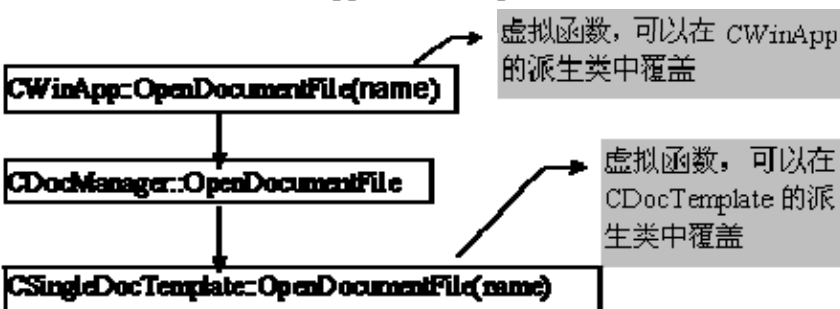 虚拟函数，可以在 CWinApp
的派生类中覆盖
CWinApp::OpenDocumentFile(name)
CDocManager::OpenDocumentFile
虚拟函数，可以在
CDocTemplate 的派
生类中覆盖
CSingleDocTemplate::OpenDocumentFile(name)